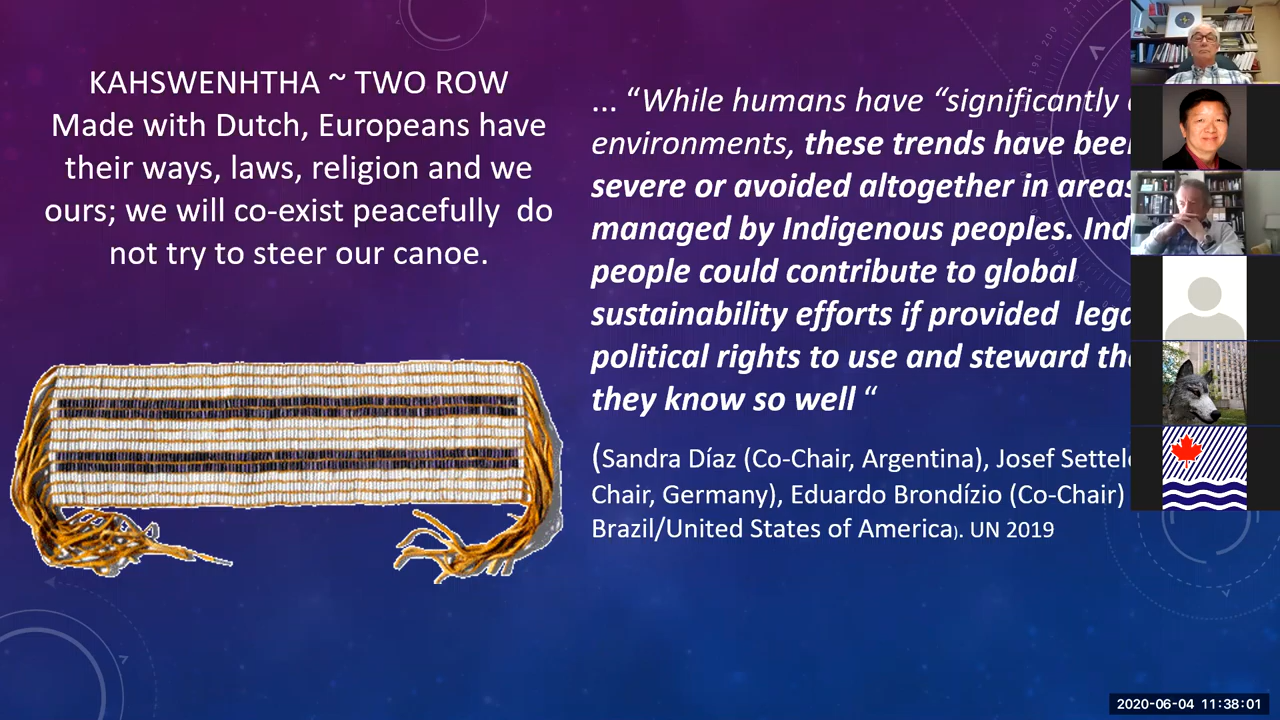 KAHSWENHTHA ~ TWO ROW
Made with Dutch, Europeans have
their ways, laws, religion and we
ours; we will co-exist peacefully  do
not try to steer our canoe.
... “While humans have “significantly
environments, these trends have
severe or avoided altogether in
managed by Indigenous peoples.
people could contribute to global
sustainability efforts if provided
political rights to use and steward
they know so well “
(Sandra Díaz (Co-Chair, Argentina), Josef
Chair, Germany), Eduardo Brondízio (Co-Chair)
Brazil/United States of America). UN 2019
2020-06-04 11:38:01